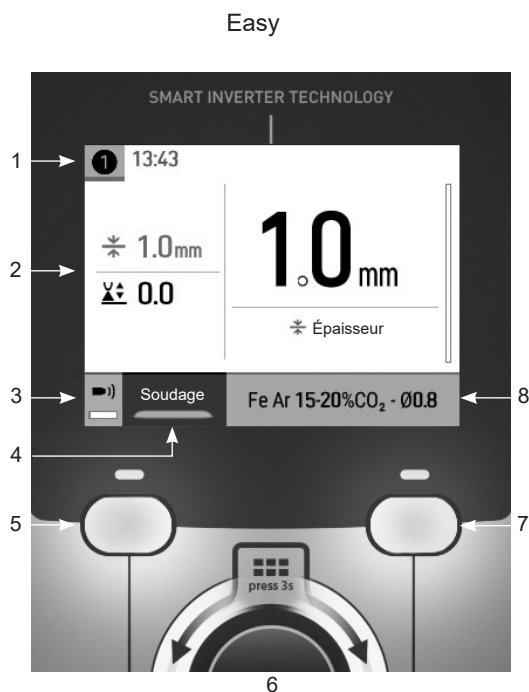 Easy
SMART INVERTER TECHNOLOGY
1
1 13:43
2
1.0mm
0.0
1.0 mm
Épaisseur
3
Soudage
Fe Ar 15-20%CO₂ - Ø0.8
8
4
5
7
press 3s
6